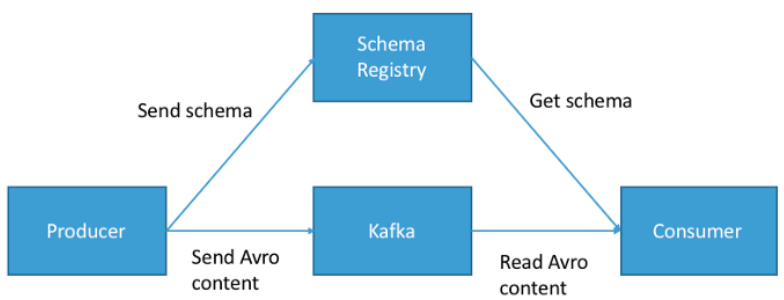 Schema
Registry
Send schema
Get schema
Producer
Kafka
Consumer
Send Avro
content
Read Avro
content